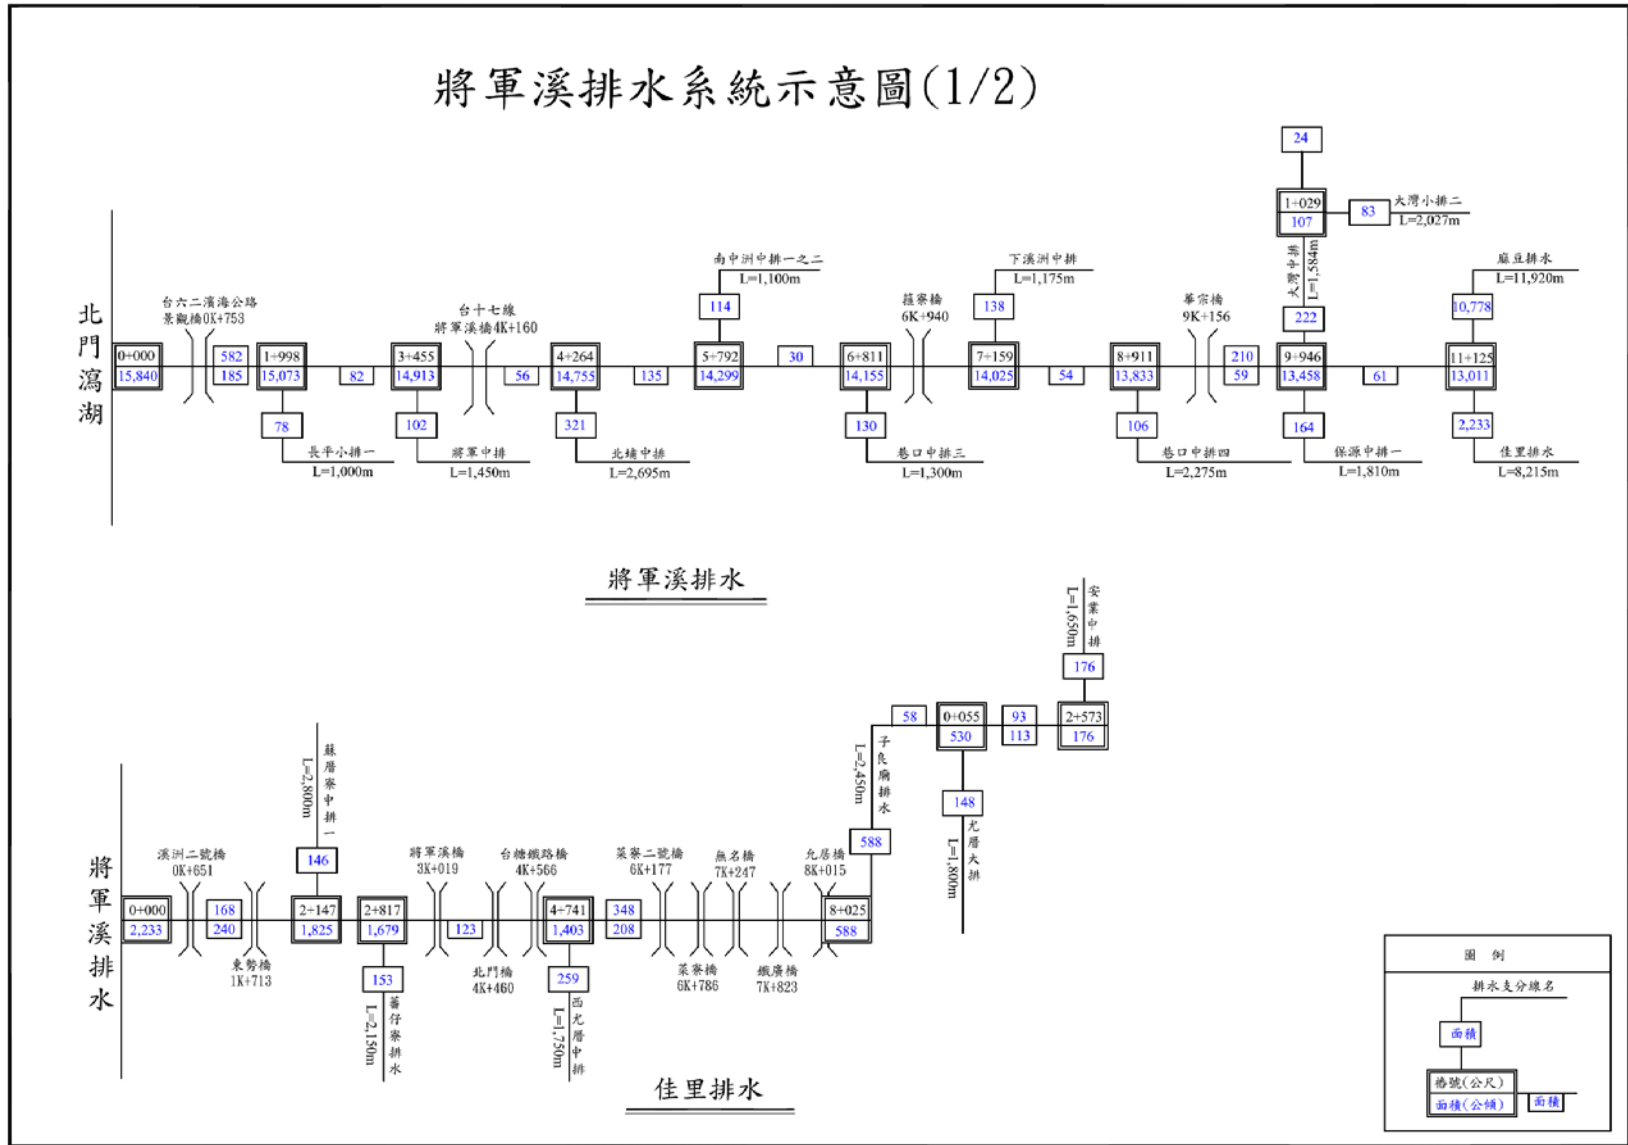 將軍溪排水系統示意圖(1/2)
24
1+029
107
83
大灣小排二
L=2,027m
大灣中排
L=1,584m
222
南中洲中排一之二
L=1,100m
114
下溪洲中排
L=1,175m
138
麻豆排水
L=11,920m
10,778
北門瀉湖
台六二濱海公路
景觀橋0K+753
台十七線
將軍溪橋4K+160
蓰寮橋
6K+940
華宗橋
9K+156
0+000
15,840
582
185
1+998
15,073
82
3+455
14,913
56
4+264
14,755
135
5+792
14,299
30
6+811
14,155
7+159
14,025
54
8+911
13,833
210
59
9+946
13,458
61
11+125
13,011
78
長平小排一
L=1,000m
102
將軍中排
L=1,450m
321
北埔中排
L=2,695m
130
巷口中排三
L=1,300m
106
巷口中排四
L=2,275m
164
保源中排一
L=1,810m
2,233
佳里排水
L=8,215m
將軍溪排水
安業中排
L=1,650m
176
58
0+055
530
93
113
2+573
176
子良廟排水
L=2,450m
588
148
尤厝大排
L=1,800m
蘇厝寮中排一
L=2,800m
146
將軍溪排水
溪洲二號橋
0K+651
將軍溪橋
3K+019
台糖鐵路橋
4K+566
菜寮二號橋
6K+177
無名橋
7K+247
允居橋
8K+015
0+000
2,233
168
240
2+147
1,825
2+817
1,679
123
4+741
1,403
348
208
8+025
588
東勢橋
1K+713
北門橋
4K+460
菜寮橋
6K+786
鐵廣橋
7K+823
153
蕃仔寮排水
L=2,150m
259
西尤厝中排
L=1,750m
佳里排水
圖 例
排水支分線名
面積
樁號(公尺)
面積(公傾)
面積